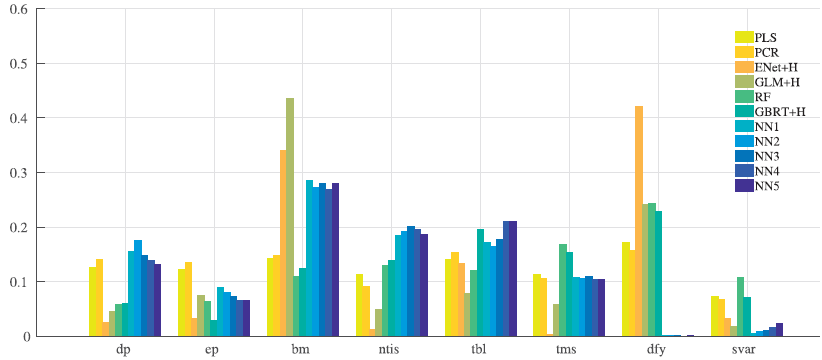 0.6
0.5
0.4
0.3
0.2
0.1
0
PLS
PCR
ENet+H
GLM+H
RF
GBRT+H
NN1
NN2
NN3
NN4
NN5
dp ep bm ntis tbl tms dfy svar